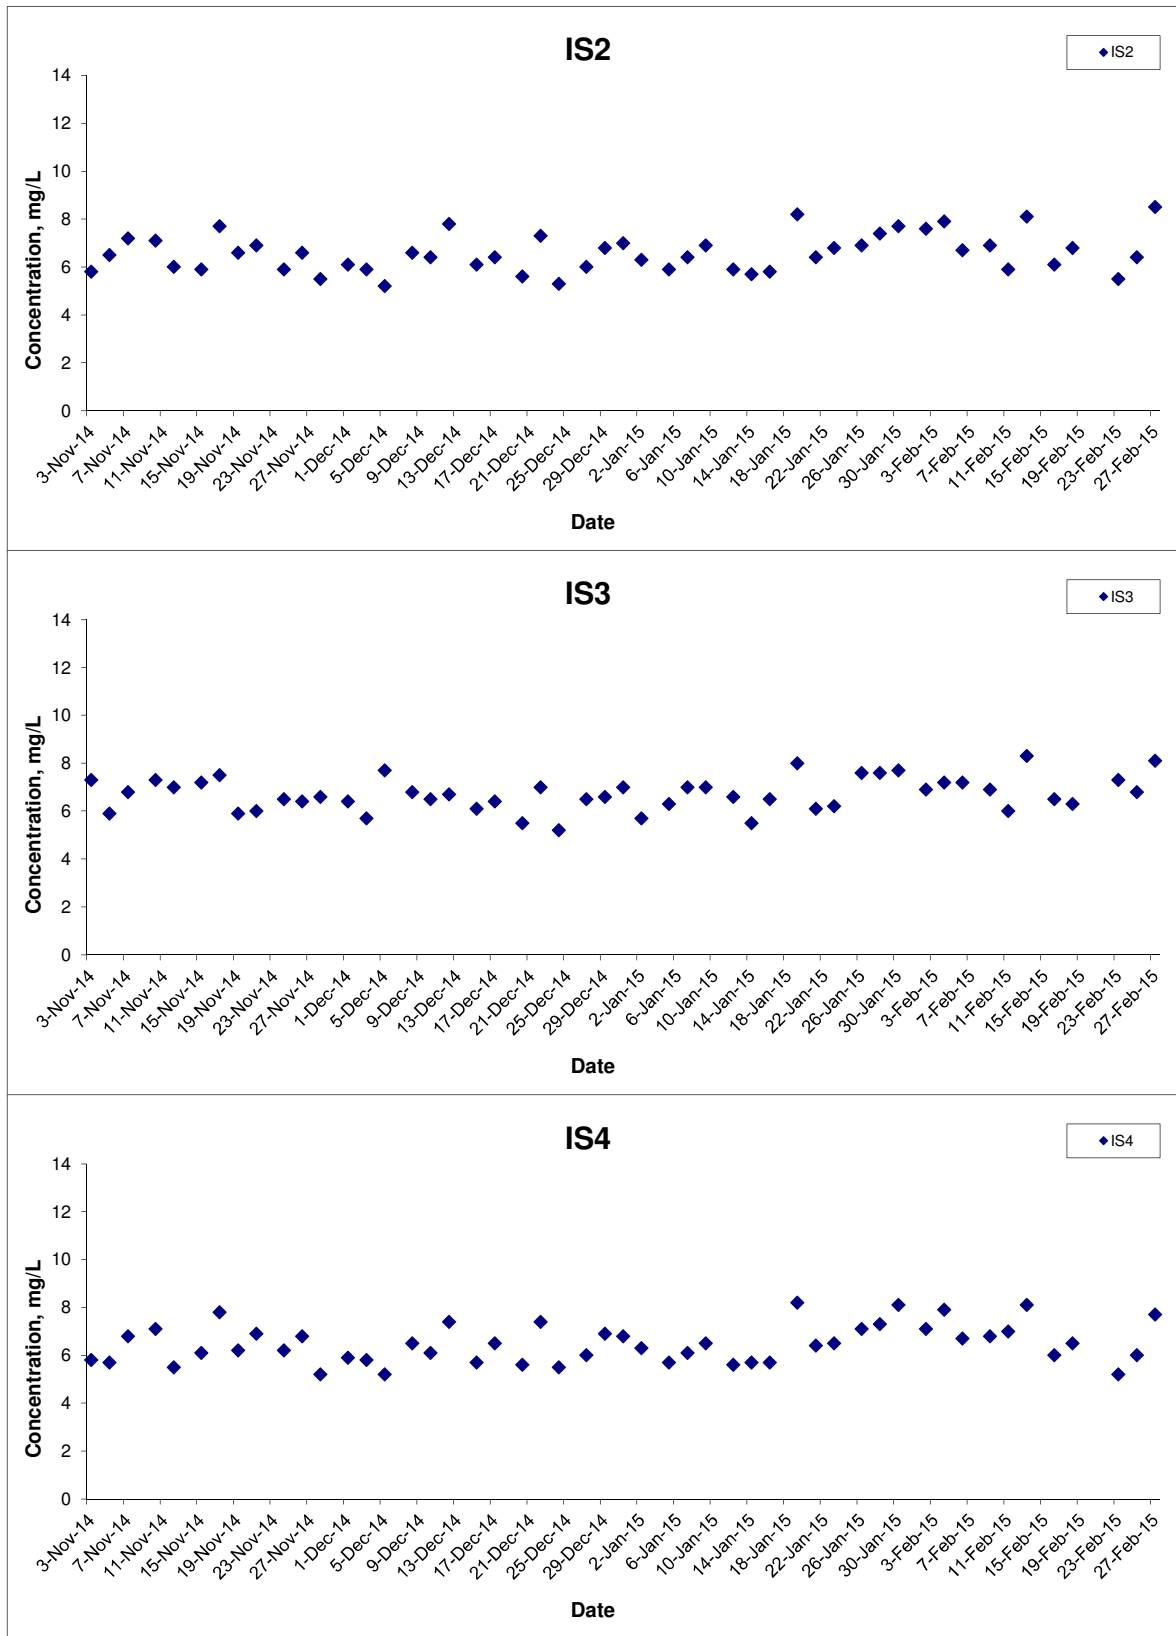 IS2
IS2
14
12
10
8
6
4
2
0
Concentration, mg/L
3-Nov-14 7-Nov-14 11-Nov-14 15-Nov-14 19-Nov-14 23-Nov-14 27-Nov-14 1-Dec-14 5-Dec-14 9-Dec-14 13-Dec-14 17-Dec-14 21-Dec-14 25-Dec-14 29-Dec-14 2-Jan-15 6-Jan-15 10-Jan-15 14-Jan-15 18-Jan-15 22-Jan-15 26-Jan-15 30-Jan-15 3-Feb-15 7-Feb-15 11-Feb-15 15-Feb-15 19-Feb-15 23-Feb-15 27-Feb-15
Date
IS3
IS3
14
12
10
8
6
4
2
0
Concentration, mg/L
3-Nov-14 7-Nov-14 11-Nov-14 15-Nov-14 19-Nov-14 23-Nov-14 27-Nov-14 1-Dec-14 5-Dec-14 9-Dec-14 13-Dec-14 17-Dec-14 21-Dec-14 25-Dec-14 29-Dec-14 2-Jan-15 6-Jan-15 10-Jan-15 14-Jan-15 18-Jan-15 22-Jan-15 26-Jan-15 30-Jan-15 3-Feb-15 7-Feb-15 11-Feb-15 15-Feb-15 19-Feb-15 23-Feb-15 27-Feb-15
Date
IS4
IS4
14
12
10
8
6
4
2
0
Concentration, mg/L
3-Nov-14 7-Nov-14 11-Nov-14 15-Nov-14 19-Nov-14 23-Nov-14 27-Nov-14 1-Dec-14 5-Dec-14 9-Dec-14 13-Dec-14 17-Dec-14 21-Dec-14 25-Dec-14 29-Dec-14 2-Jan-15 6-Jan-15 10-Jan-15 14-Jan-15 18-Jan-15 22-Jan-15 26-Jan-15 30-Jan-15 3-Feb-15 7-Feb-15 11-Feb-15 15-Feb-15 19-Feb-15 23-Feb-15 27-Feb-15
Date